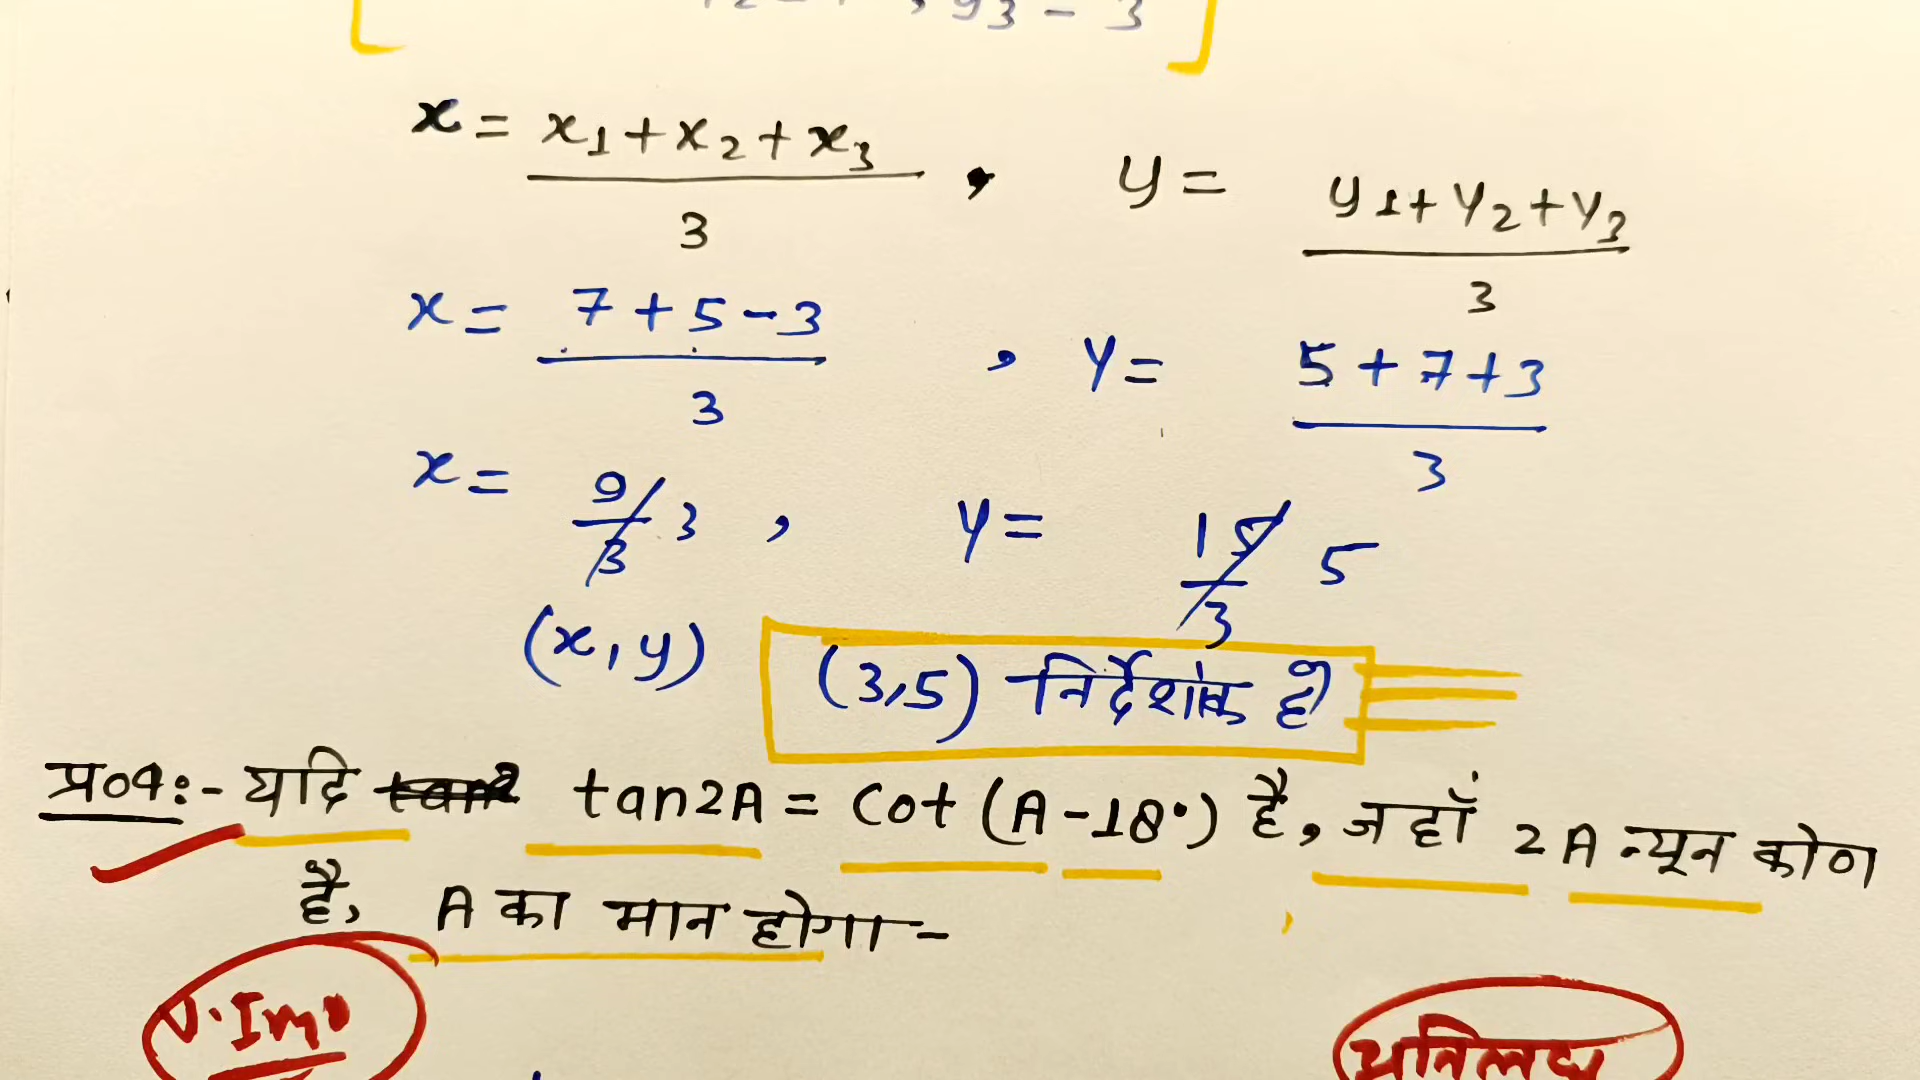 x = x1+x2+x3 / 3 , y = y1+y2+y3 / 3
x = 7+5-3 / 3 , y = 5+7+3 / 3
x = 9/3 3 , y = 15/3 5
(x,y) (3,5) निर्देशांक है
प्र04:- यदि tan2A = Cot (A-18°) है, जहाँ 2A न्यून कोण
है, A का मान होगा-
V.Imp